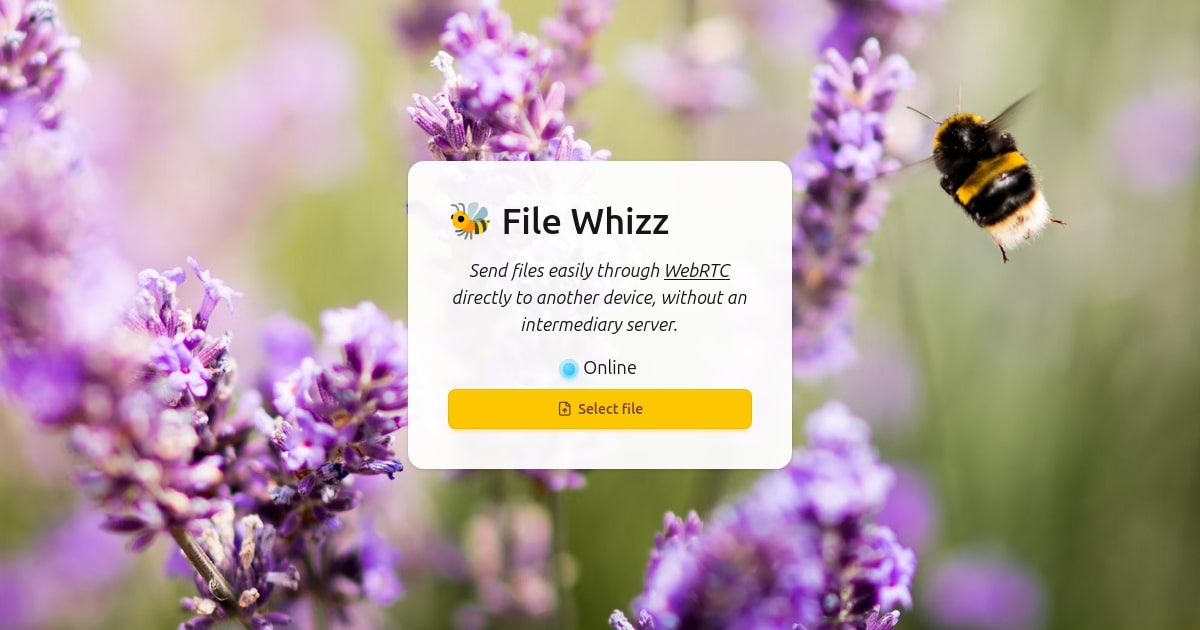 File Whizz
Send files easily through WebRTC
directly to another device, without an
intermediary server.
Online
Select file